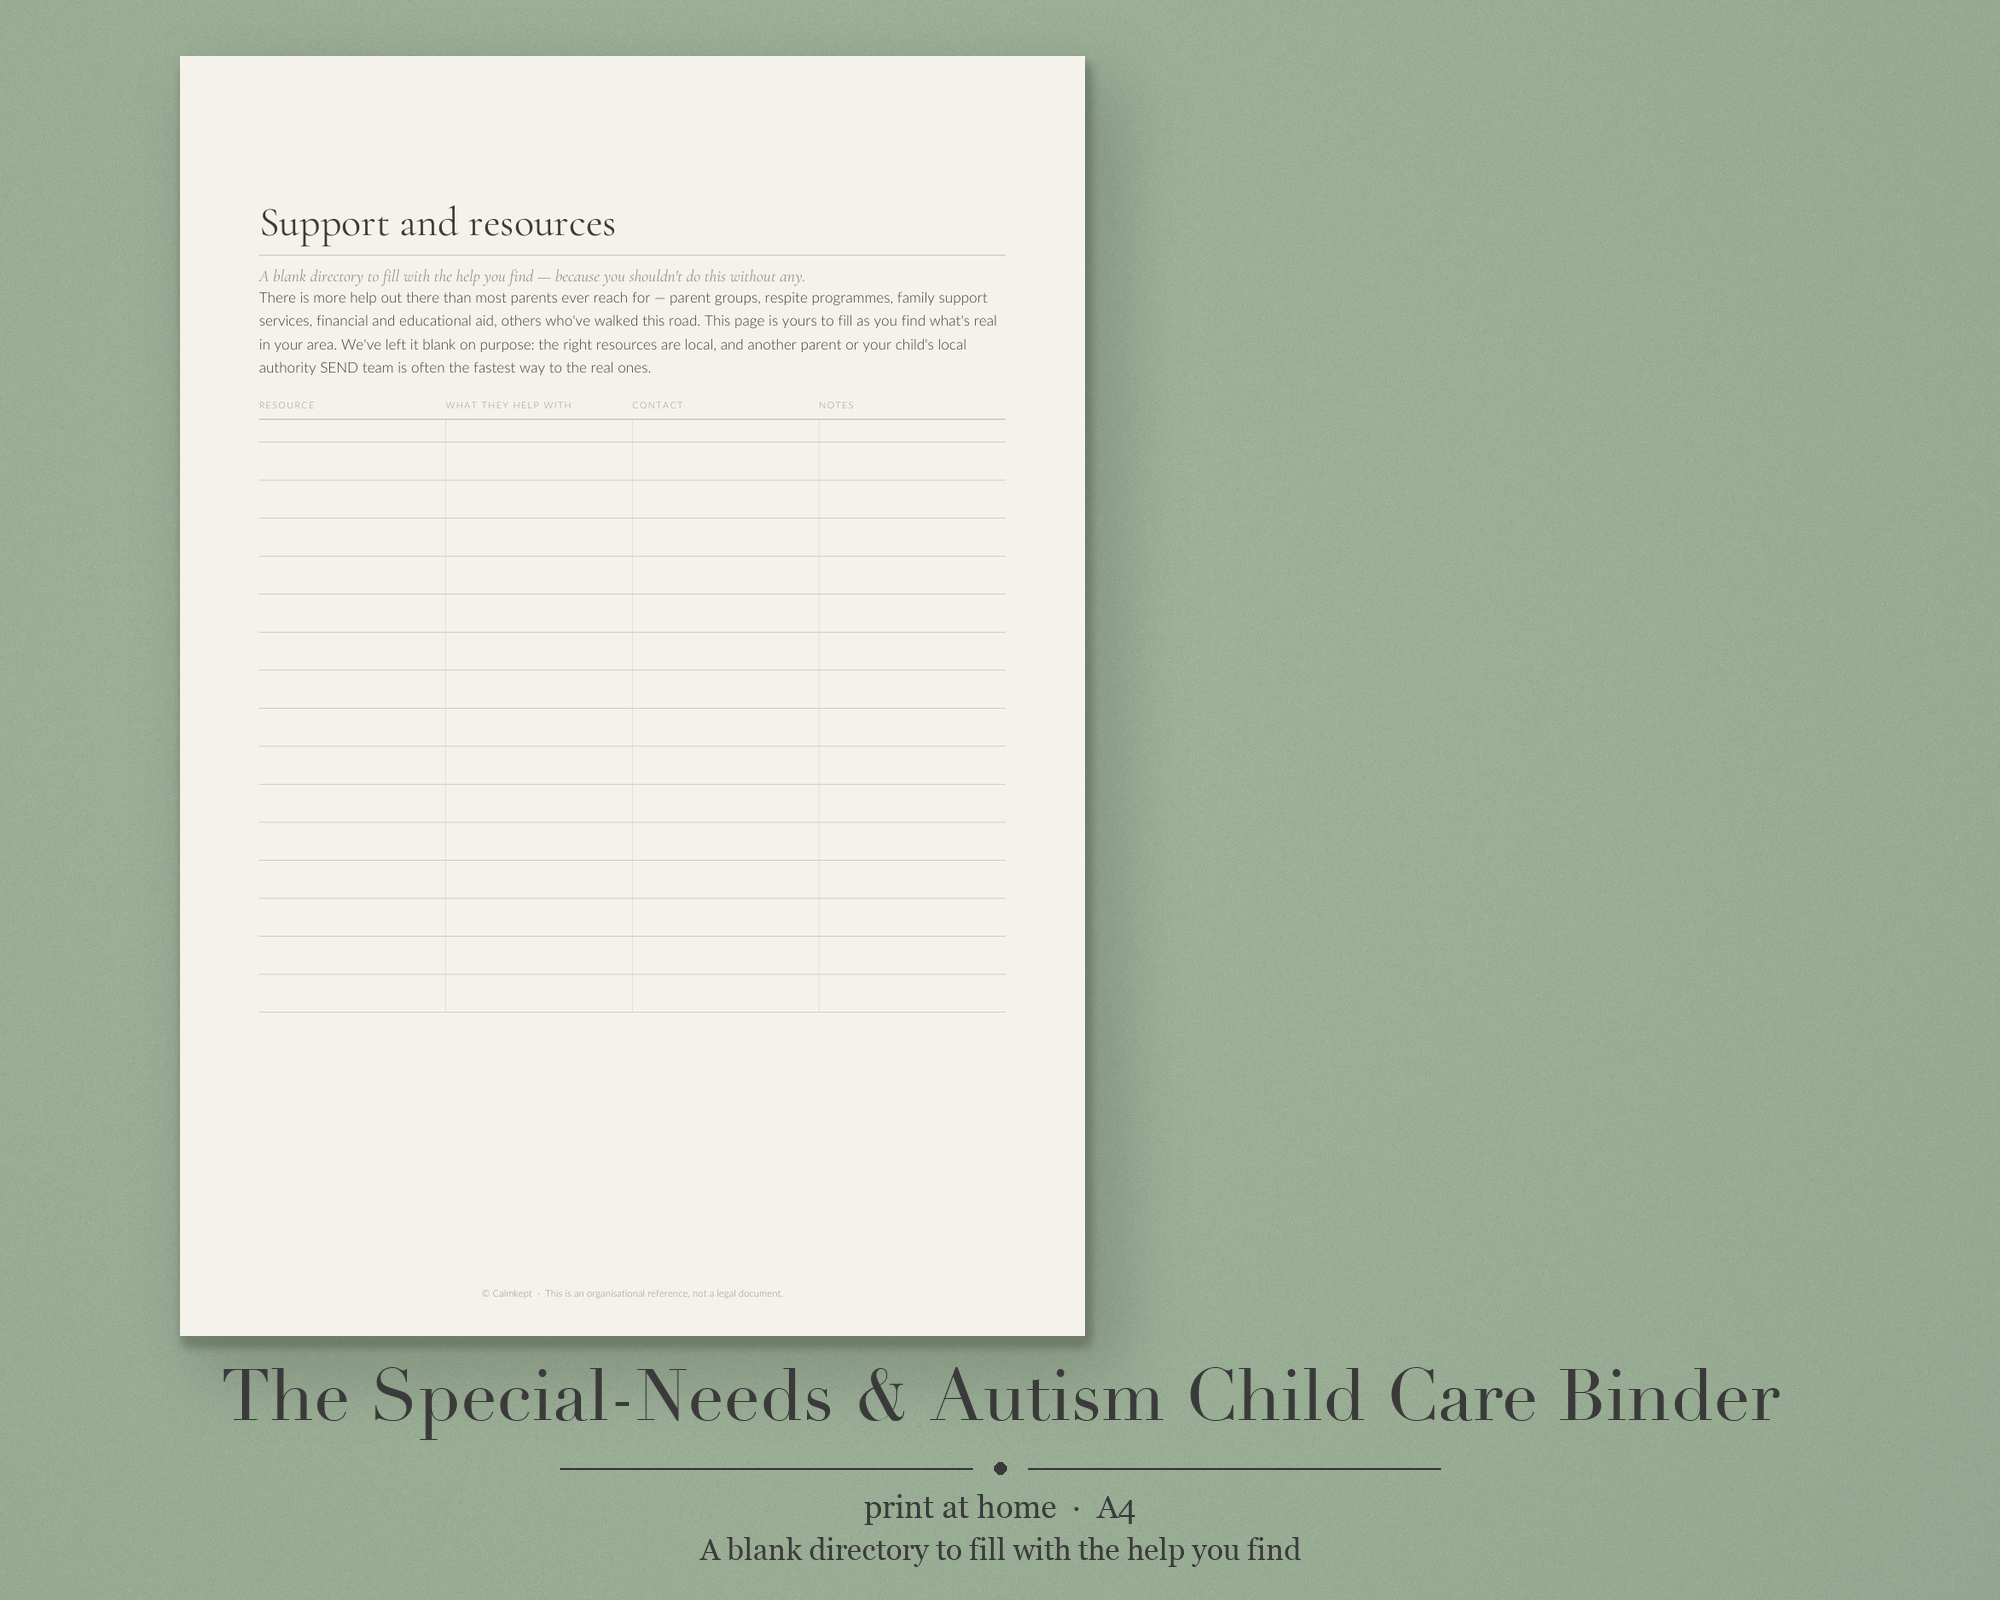 Support and resources
A blank directory to fill with the help you find — because you shouldn't do this without any.
There is more help out there than most parents ever reach for — parent groups, respite programmes, family support
services, financial and educational aid, others who've walked this road. This page is yours to fill as you find what's real
in your area. We've left it blank on purpose: the right resources are local, and another parent or your child's local
authority SEND team is often the fastest way to the real ones.
RESOURCE WHAT THEY HELP WITH CONTACT NOTES
© Calmkept · This is an organisational reference, not a legal document.
The Special-Needs & Autism Child Care Binder
print at home · A4
A blank directory to fill with the help you find